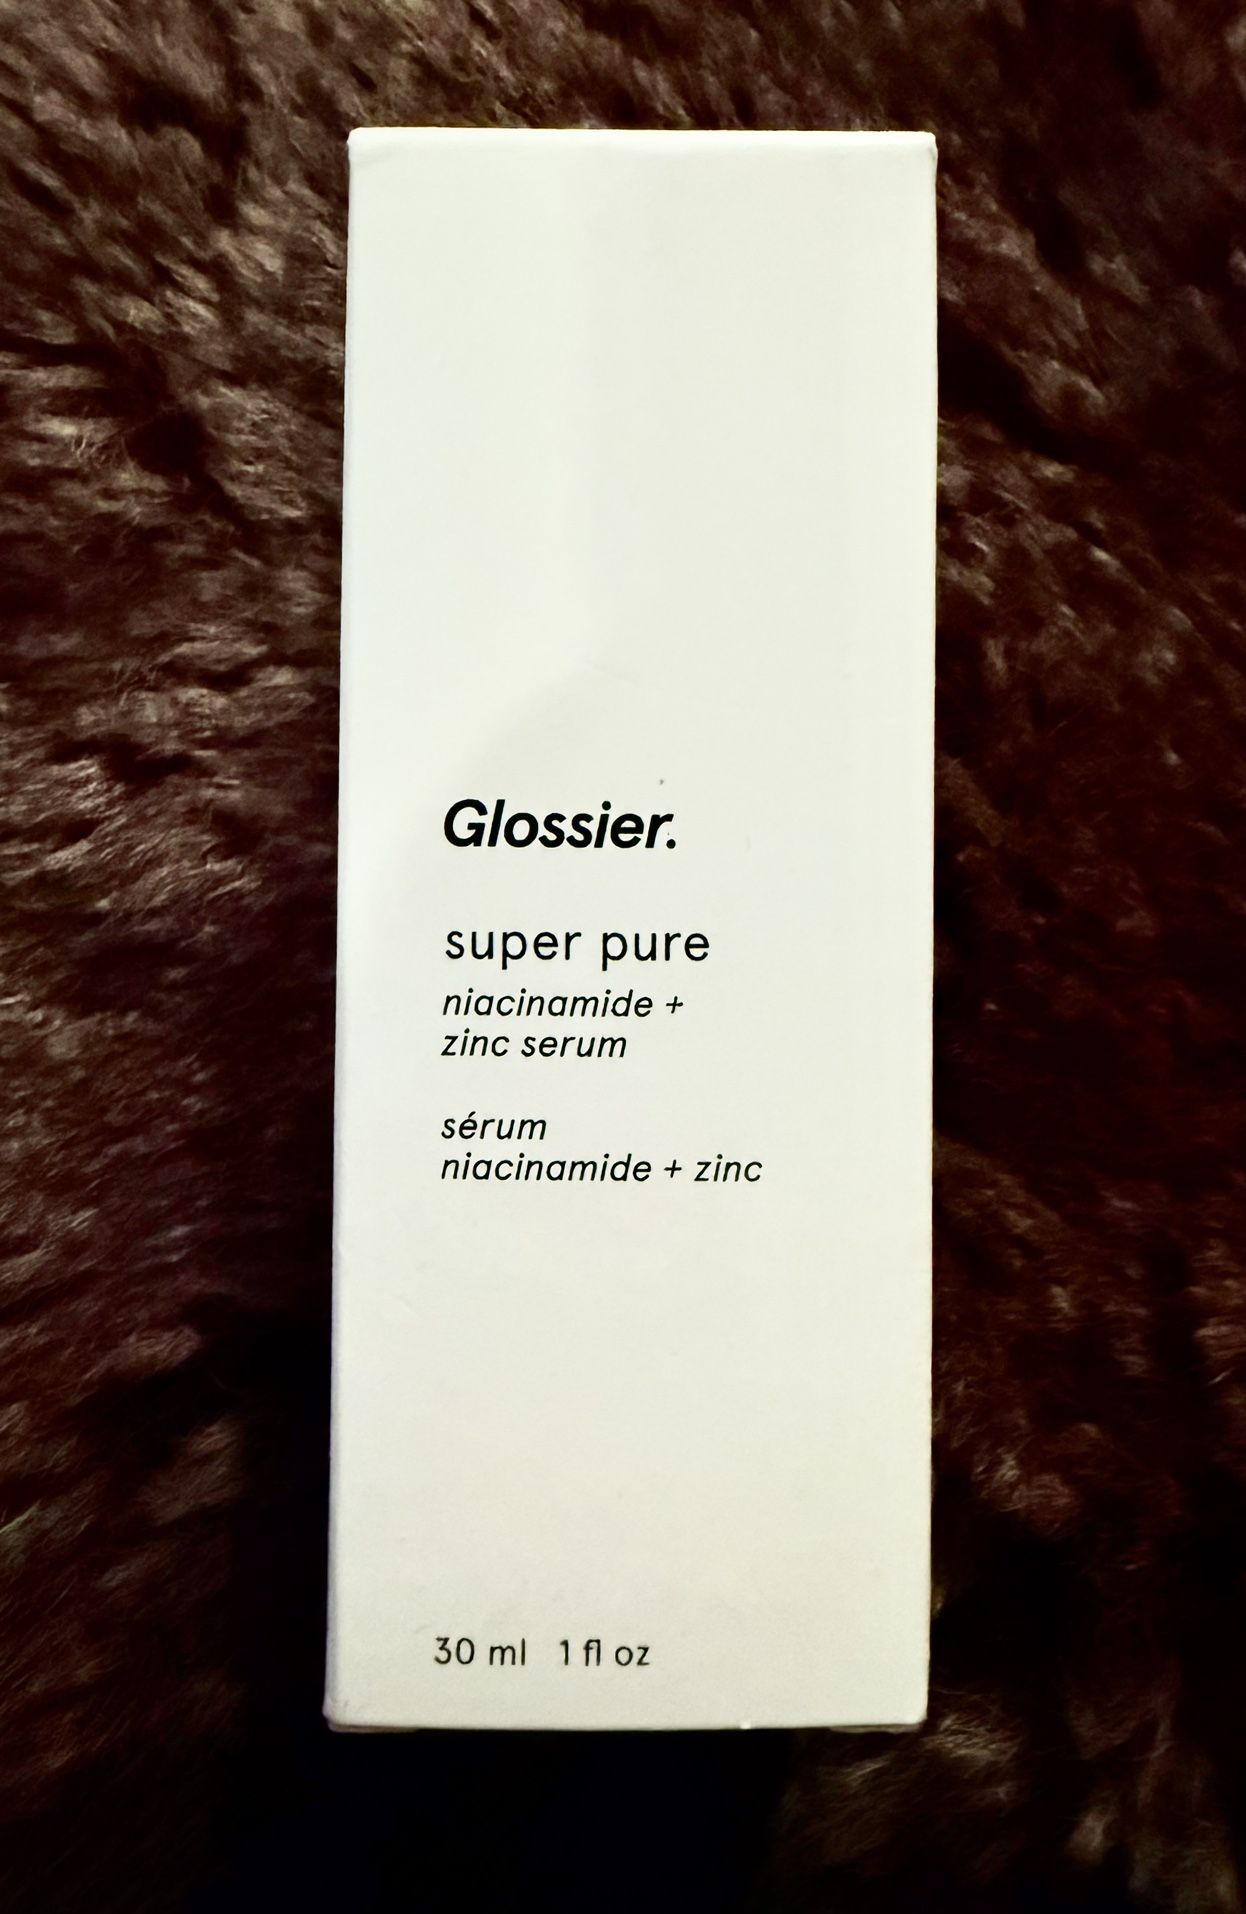 Glossier.
super pure
niacinamide +
zinc serum
sérum
niacinamide + zinc
30 ml 1 fl oz